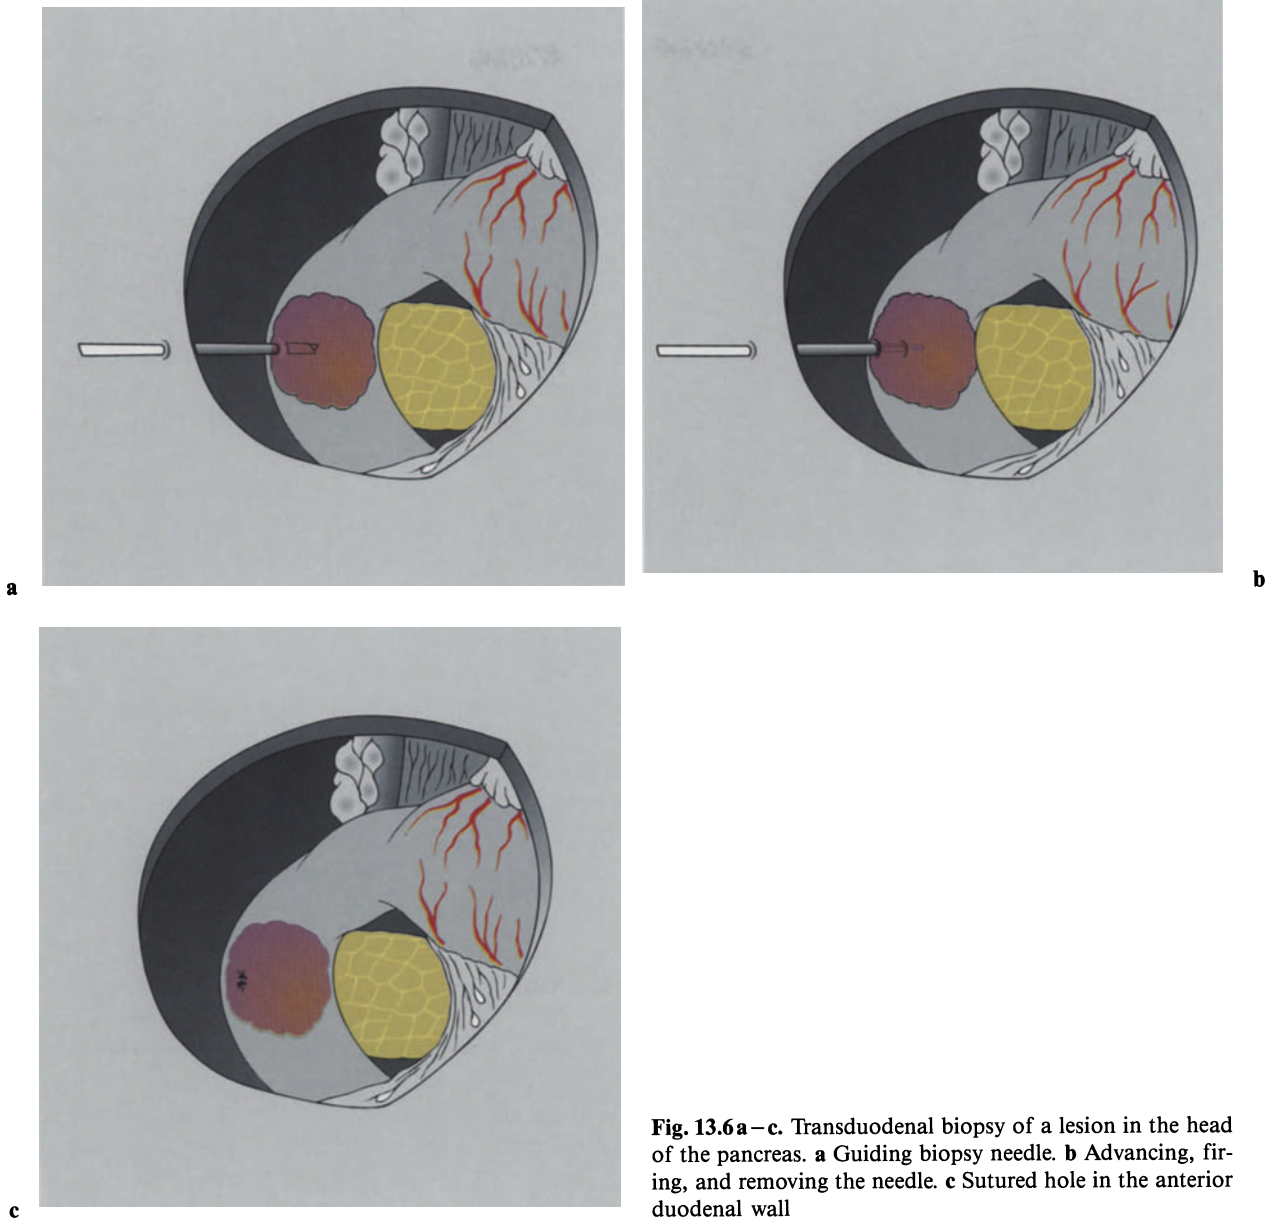 a
b
c
Fig. 13.6 a–c. Transduodenal biopsy of a lesion in the head
of the pancreas. a Guiding biopsy needle. b Advancing, fir-
ing, and removing the needle. c Sutured hole in the anterior
duodenal wall